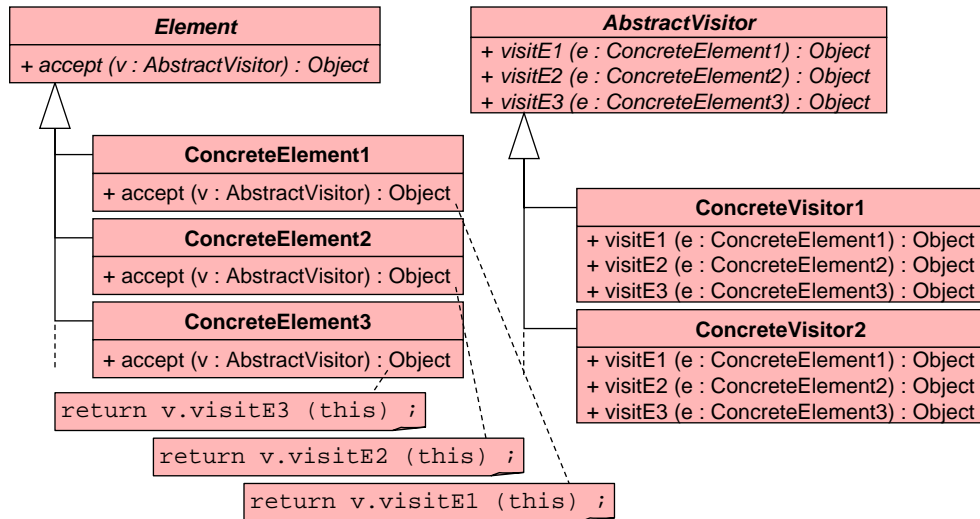 Element
+ accept (v : AbstractVisitor) : Object
AbstractVisitor
+ visitE1 (e : ConcreteElement1) : Object
+ visitE2 (e : ConcreteElement2) : Object
+ visitE3 (e : ConcreteElement3) : Object
ConcreteElement1
+ accept (v : AbstractVisitor) : Object
ConcreteElement2
+ accept (v : AbstractVisitor) : Object
ConcreteElement3
+ accept (v : AbstractVisitor) : Object
ConcreteVisitor1
+ visitE1 (e : ConcreteElement1) : Object
+ visitE2 (e : ConcreteElement2) : Object
+ visitE3 (e : ConcreteElement3) : Object
ConcreteVisitor2
+ visitE1 (e : ConcreteElement1) : Object
+ visitE2 (e : ConcreteElement2) : Object
+ visitE3 (e : ConcreteElement3) : Object
return v.visitE3 (this) ;
return v.visitE2 (this) ;
return v.visitE1 (this) ;